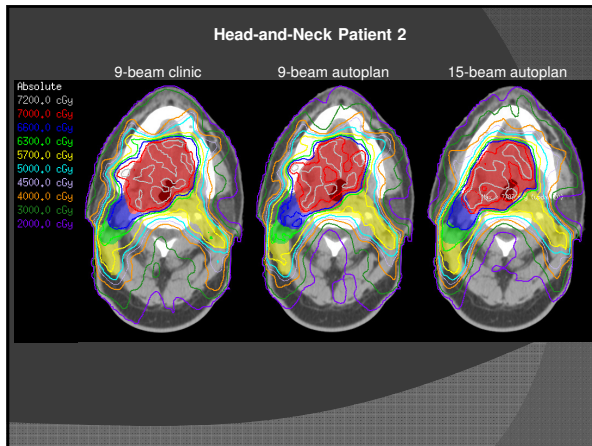 Head-and-Neck Patient 2
9-beam clinic
9-beam autoplan
15-beam autoplan
Absolute
7200.0 cGy
7000.0 cGy
6600.0 cGy
6300.0 cGy
5700.0 cGy
5000.0 cGy
4500.0 cGy
4000.0 cGy
3000.0 cGy
2000.0 cGy